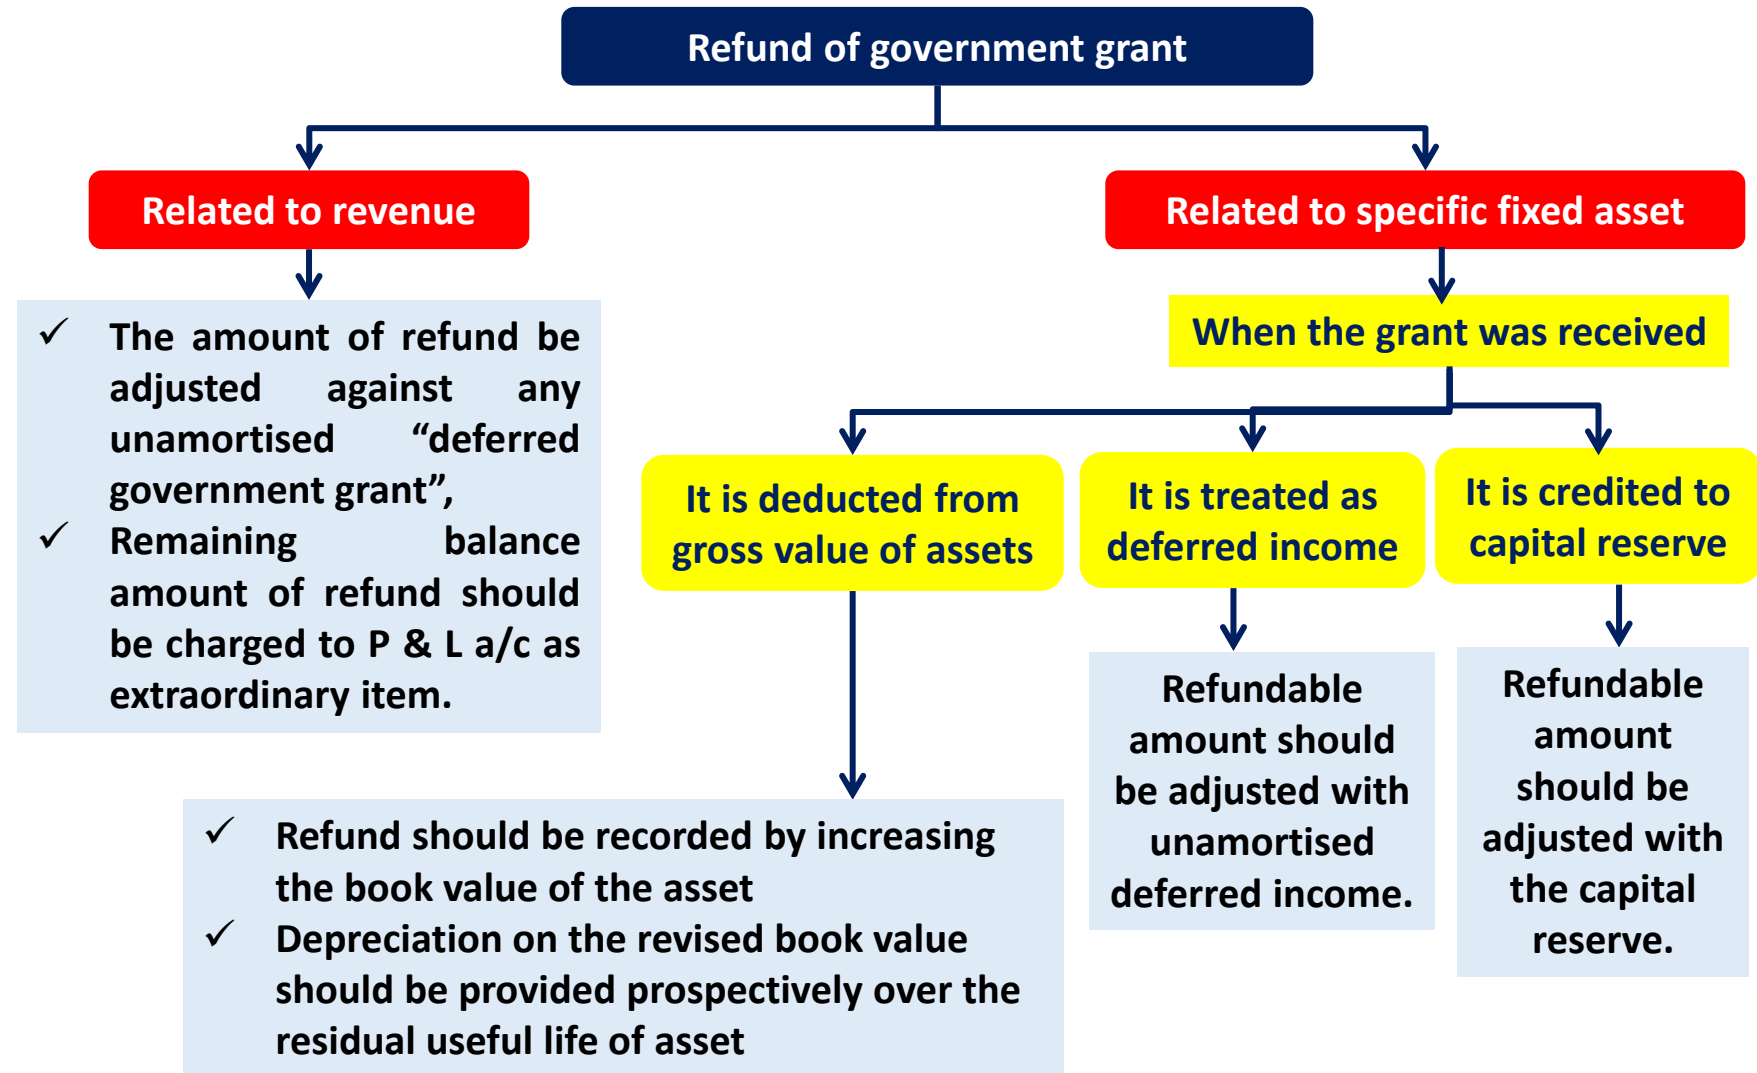 Refund of government grant
Related to revenue
Related to specific fixed asset
✓ The amount of refund be
adjusted against any
unamortised “deferred
government grant”,
✓ Remaining balance
amount of refund should
be charged to P & L a/c as
extraordinary item.
When the grant was received
It is deducted from
gross value of assets
It is treated as
deferred income
It is credited to
capital reserve
✓ Refund should be recorded by increasing
the book value of the asset
✓ Depreciation on the revised book value
should be provided prospectively over the
residual useful life of asset
Refundable
amount should
be adjusted with
unamortised
deferred income.
Refundable
amount
should be
adjusted with
the capital
reserve.